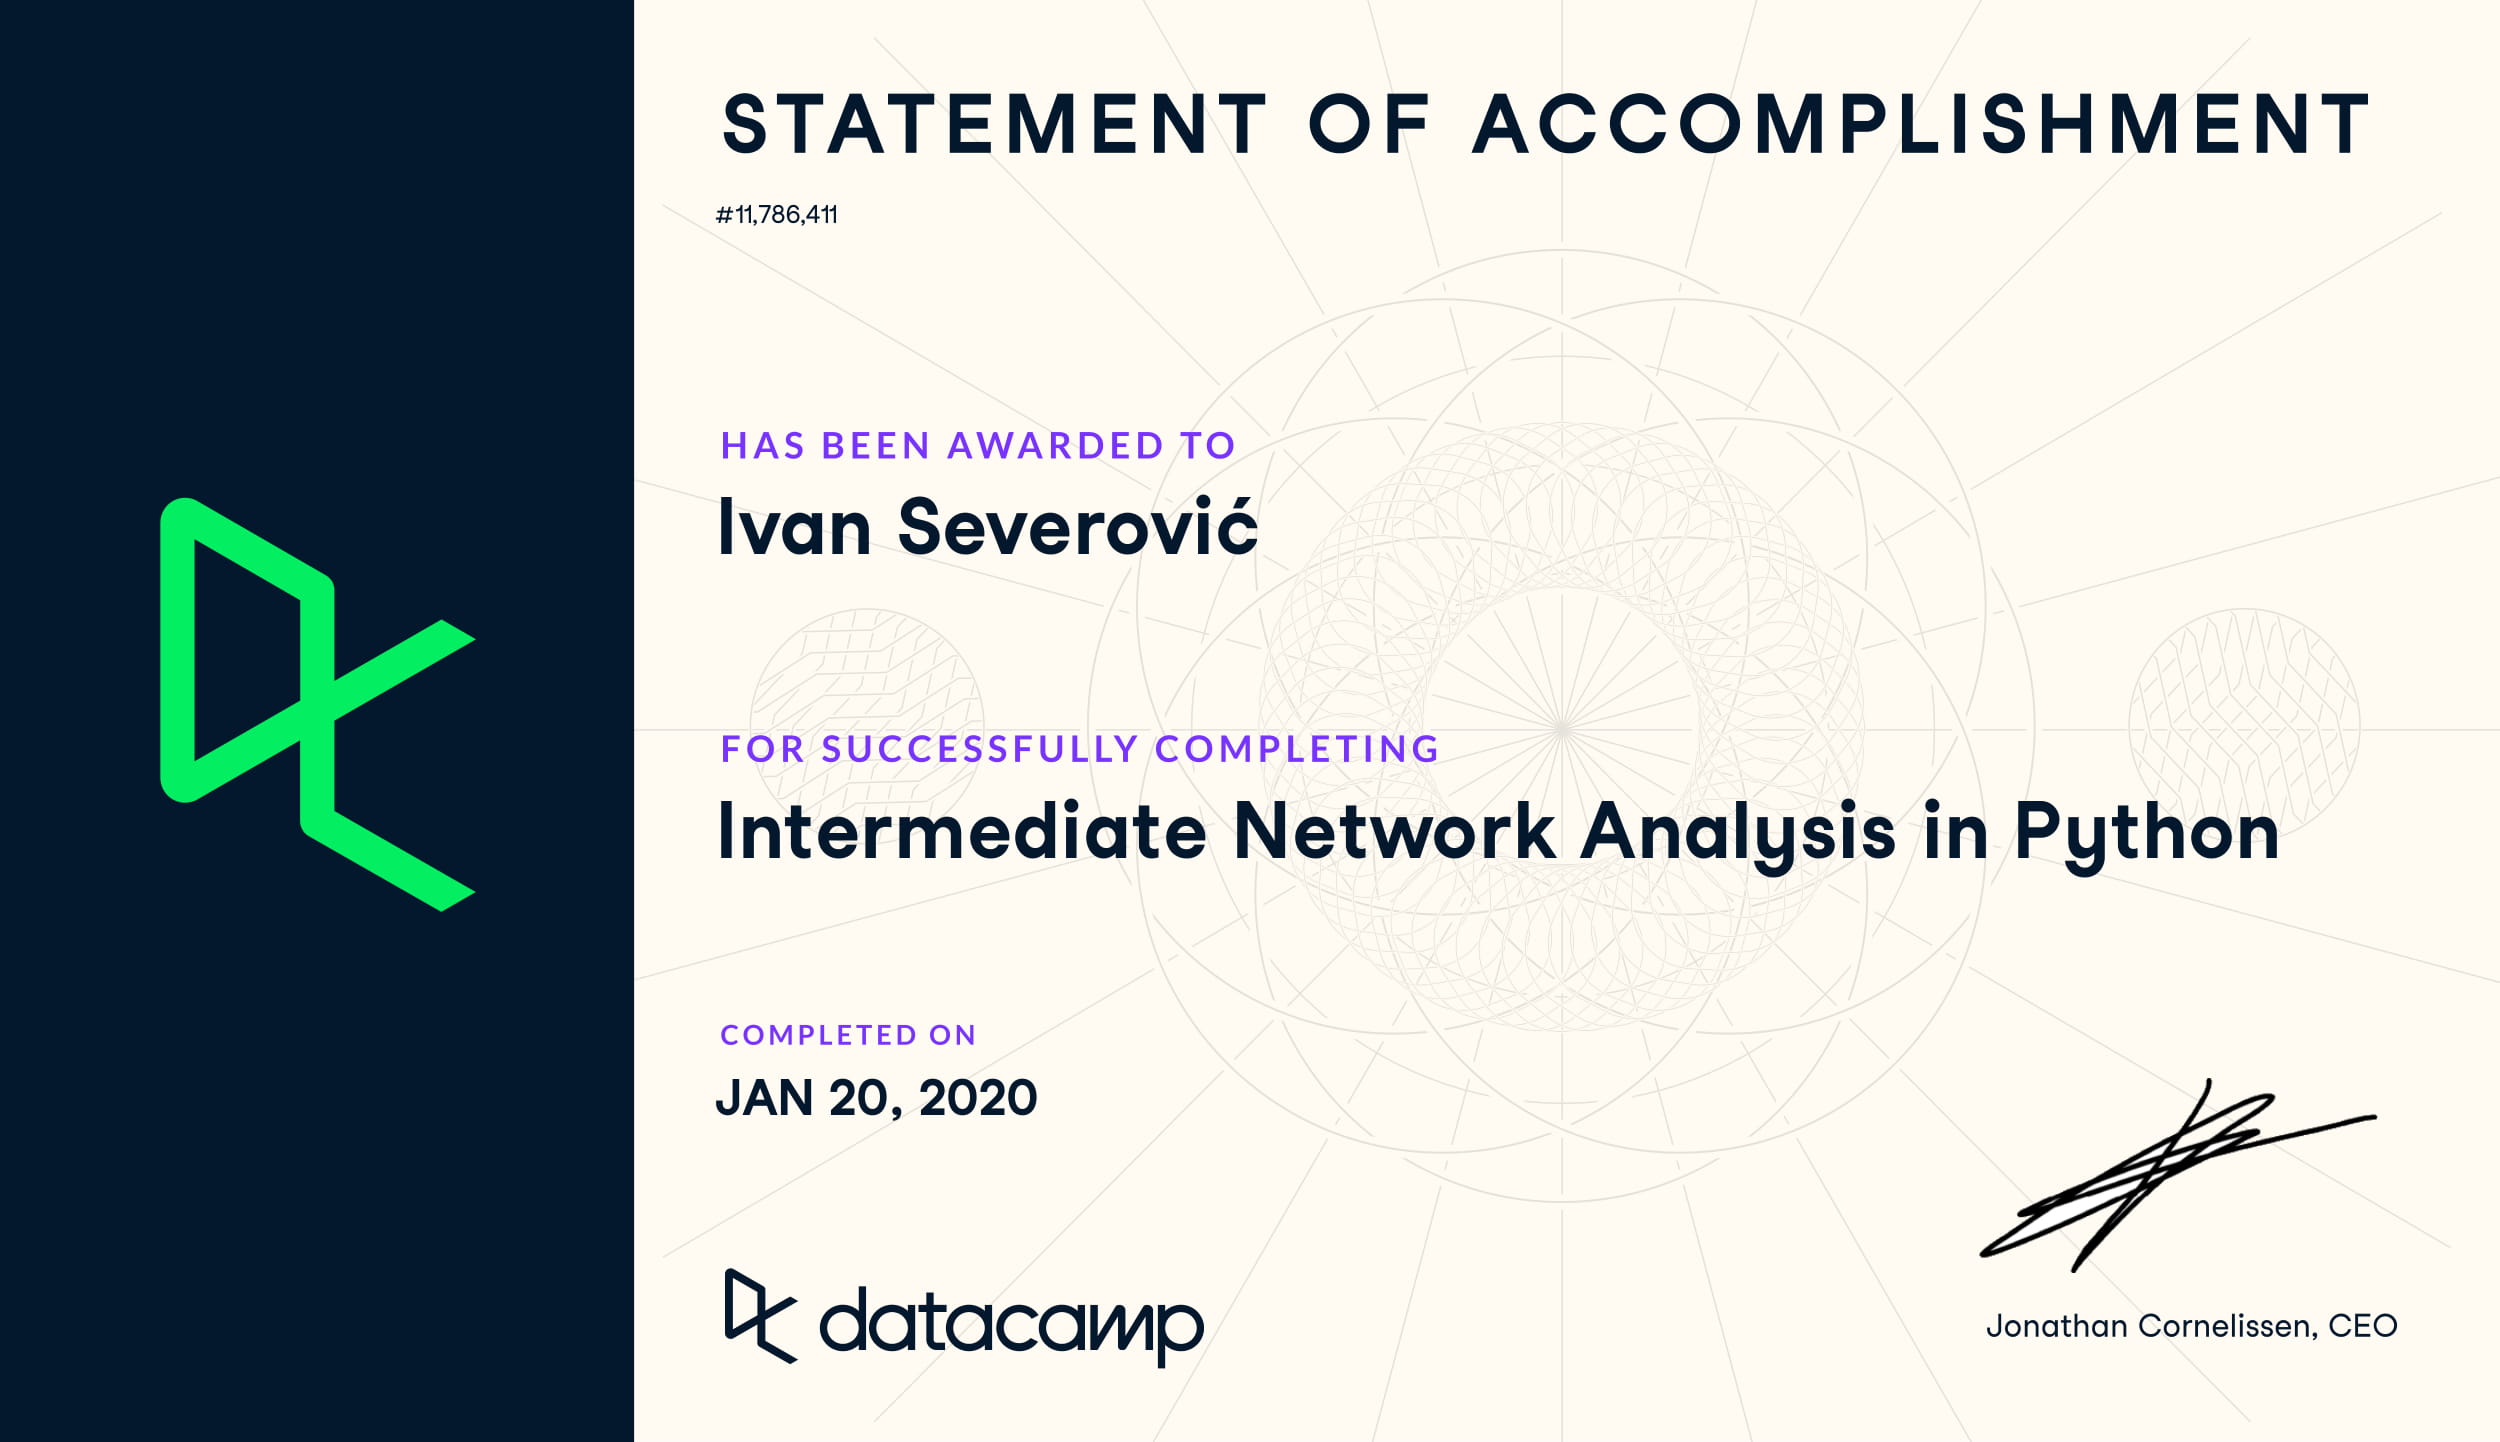 STATEMENT OF ACCOMPLISHMENT
#11,786,411
HAS BEEN AWARDED TO
Ivan Severović
FOR SUCCESSFULLY COMPLETING
Intermediate Network Analysis in Python
COMPLETED ON
JAN 20, 2020
datacamp
Jonathan Cornelissen, CEO